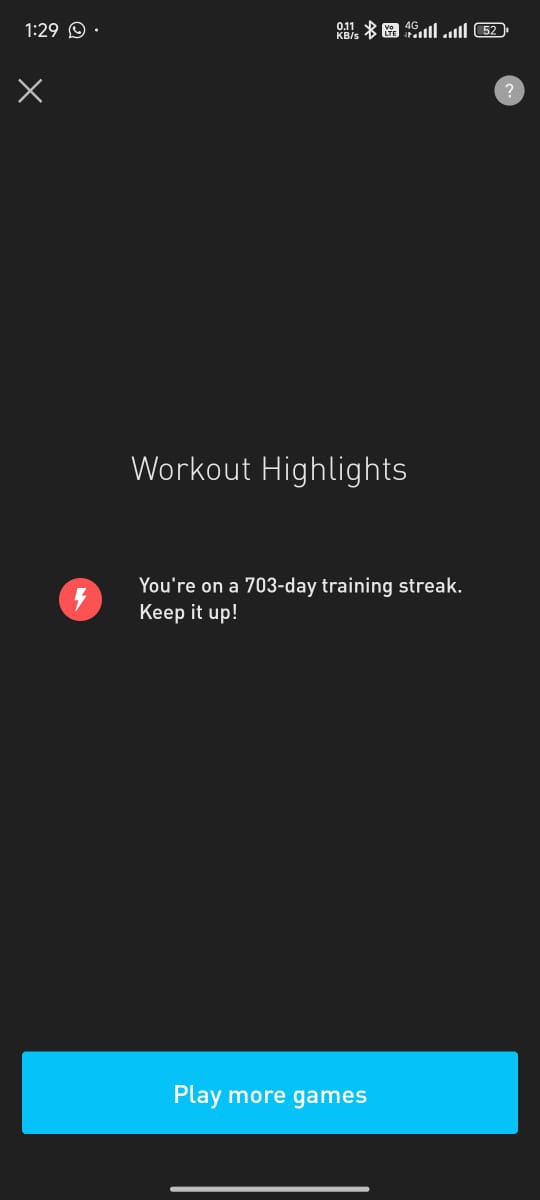 1:29
0.11
KB/s
Vo
LTE
4G
52
?
Workout Highlights
You're on a 703-day training streak.
Keep it up!
Play more games